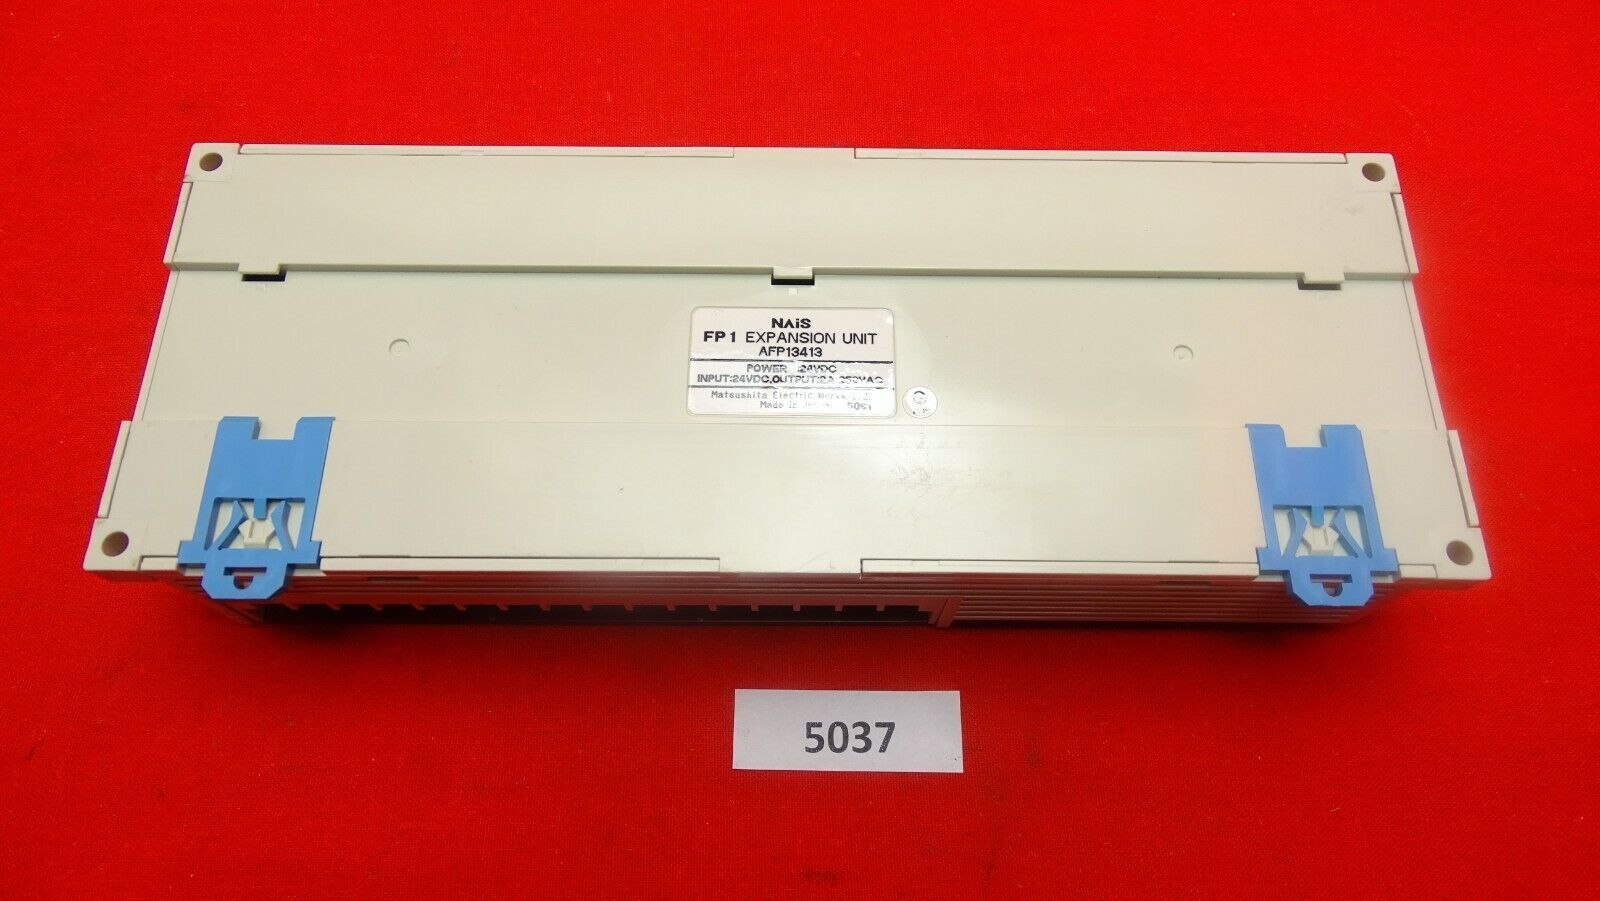 NAiS
FP1 EXPANSION UNIT
AFP13413
POWER :24VDC
INPUT:24VDC,OUTPUT:2A 250VAC
Matsushita Electric Works
Made in Japan
5037